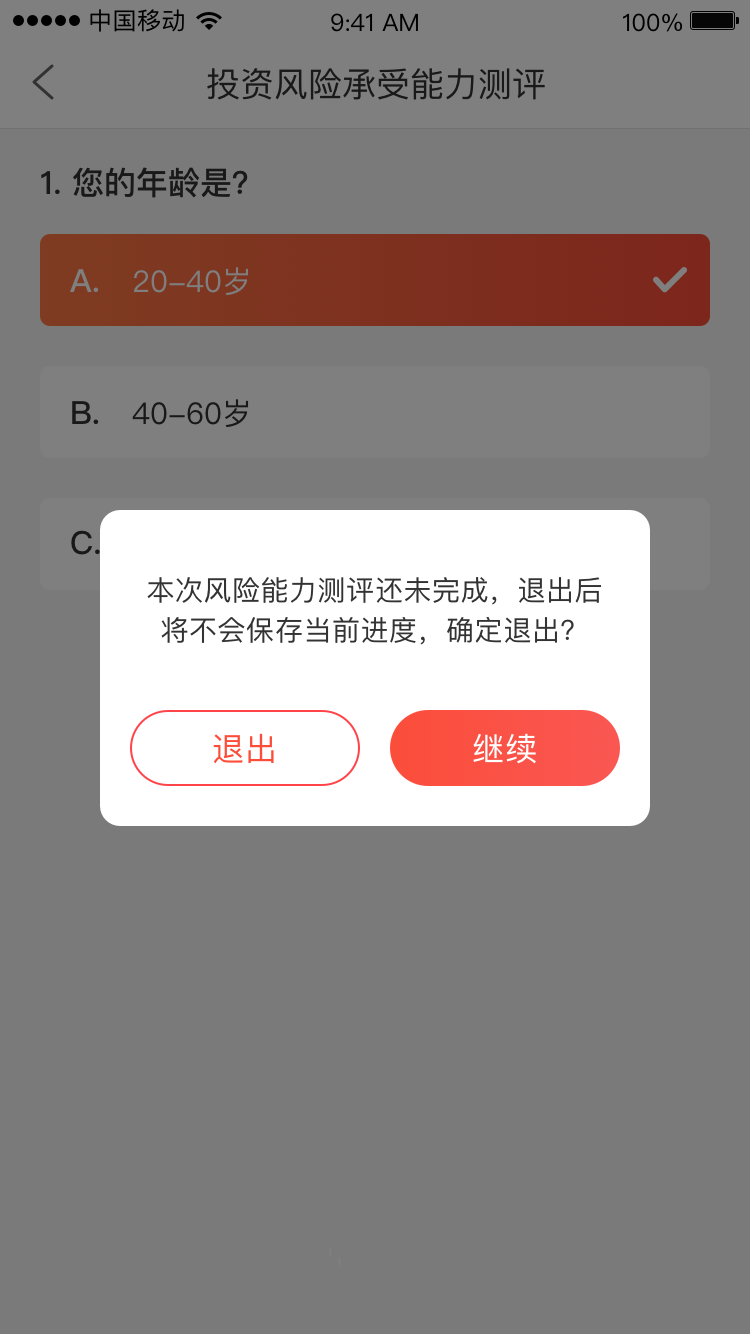 中国移动
9:41 AM
100%
投资风险承受能力测评
1. 您的年龄是?
A. 20-40岁
B. 40-60岁
C.
本次风险能力测评还未完成，退出后
将不会保存当前进度，确定退出?
退出
继续